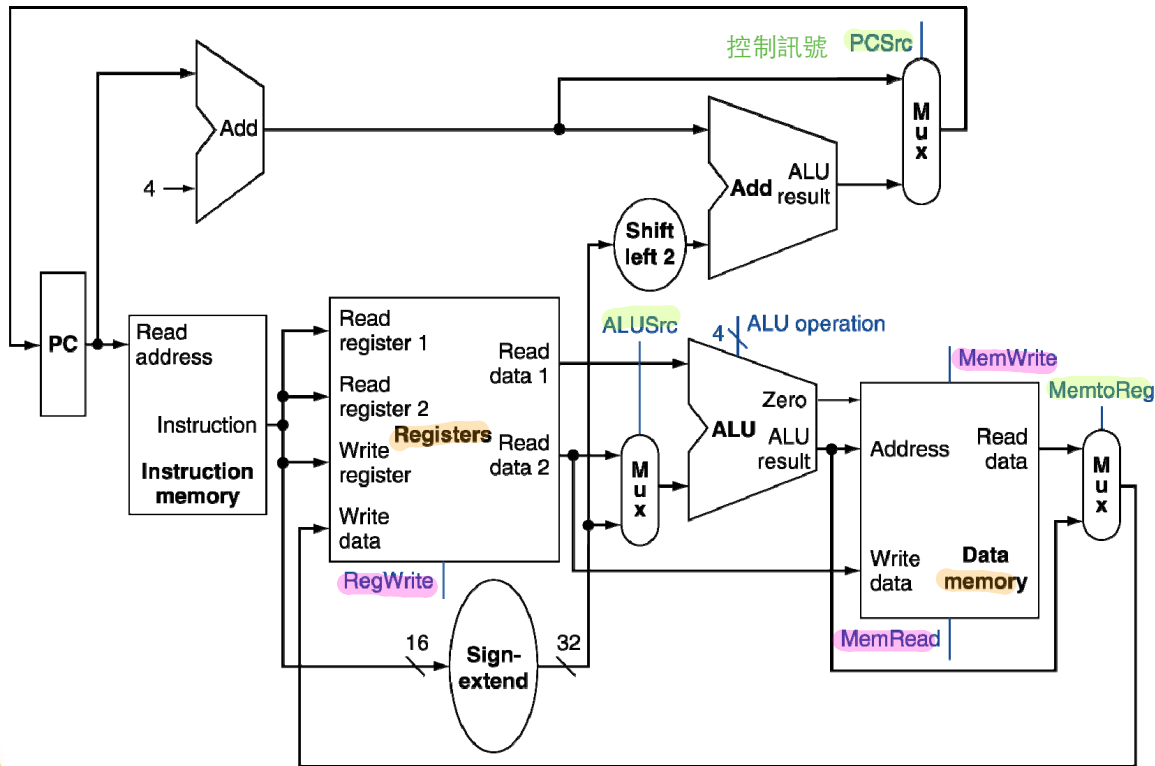 控制訊號 PCSrc
Add
4
M
u
x
Add
ALU
result
Shift
left 2
PC
Read
address
Instruction
Instruction
memory
Read
register 1
Read
register 2
Write
register
Write
data
Registers
Read
data 1
Read
data 2
RegWrite
16
Sign-
extend
32
ALUSrc
M
u
x
4
ALU operation
Zero
ALU
ALU
result
MemWrite
Address
Read
data
Write
data
Data
memory
MemRead
MemtoReg
M
u
x